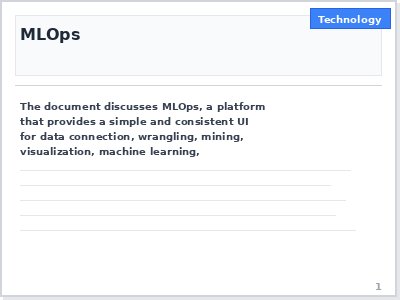 Technology
MLOps
The document discusses MLOps, a platform
that provides a simple and consistent UI
for data connection, wrangling, mining,
visualization, machine learning,
1